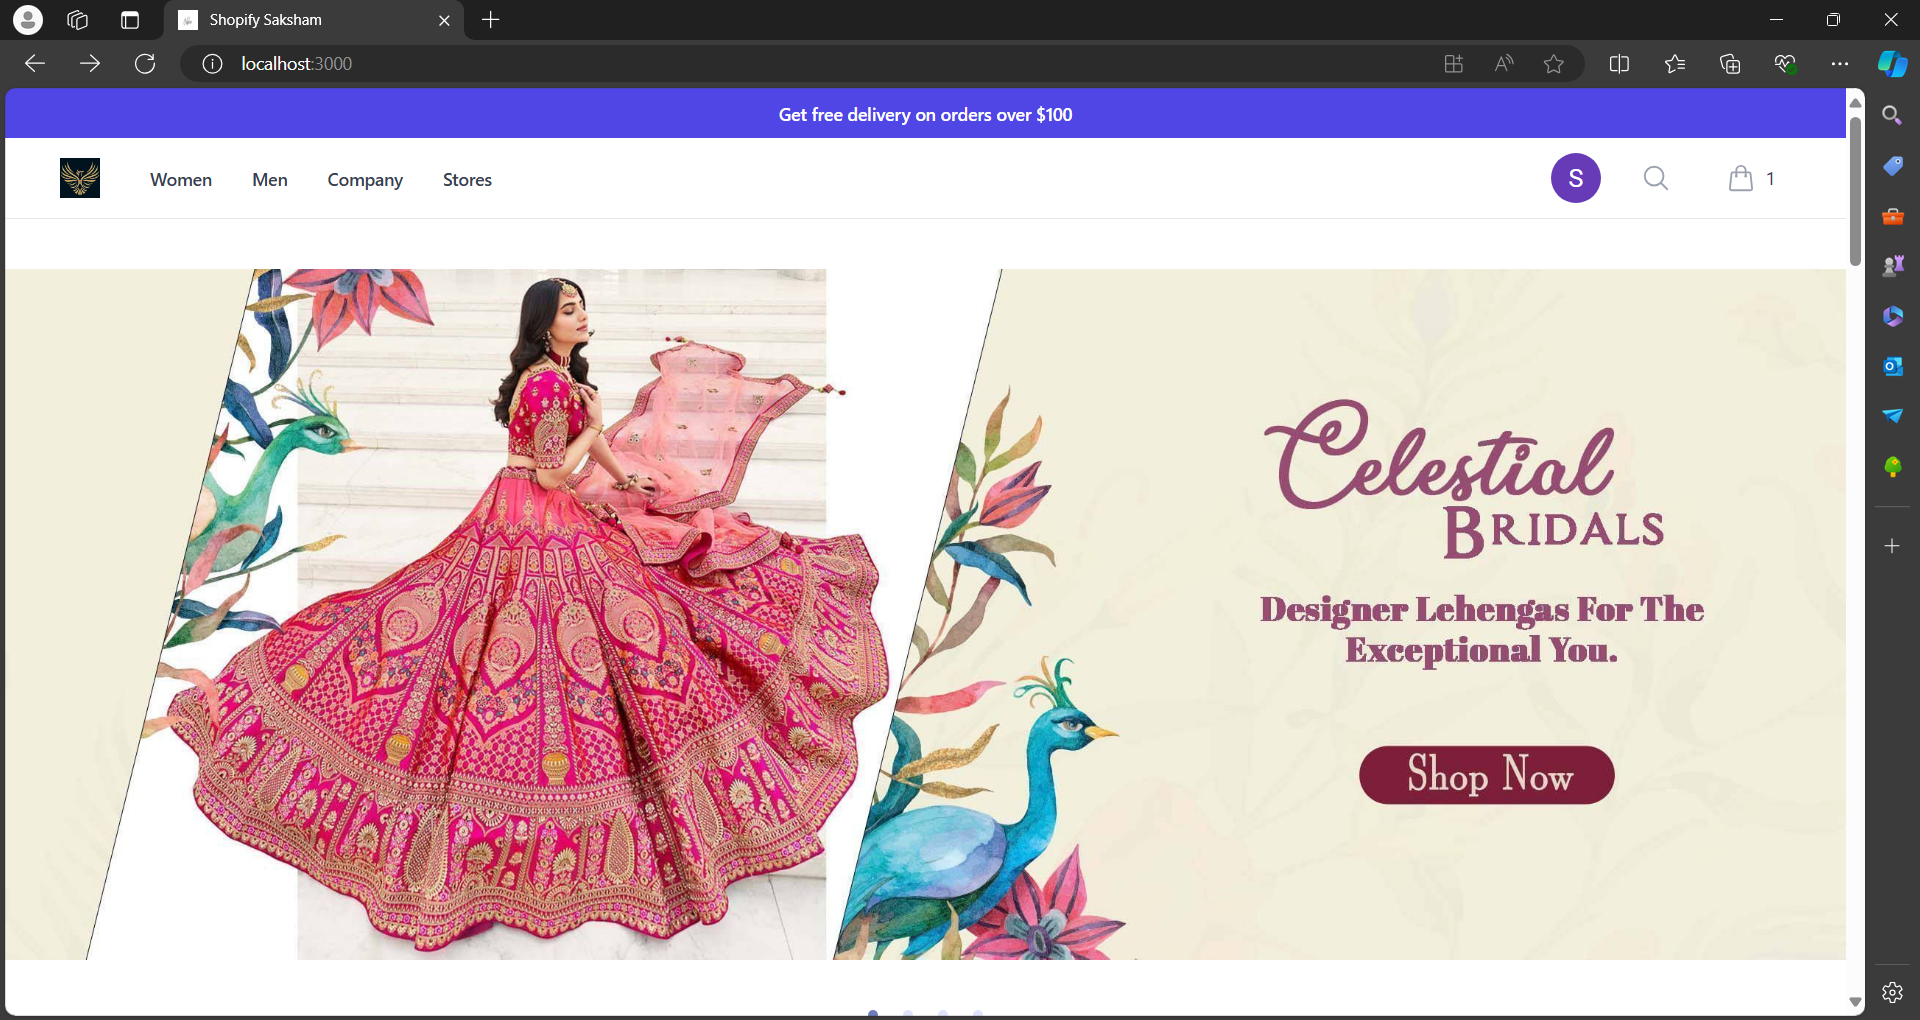 Shopify Saksham
localhost:3000
Get free delivery on orders over $100
Women Men Company Stores S 1
Celestial
BRIDALS
Designer Lehengas For The
Exceptional You.
Shop Now